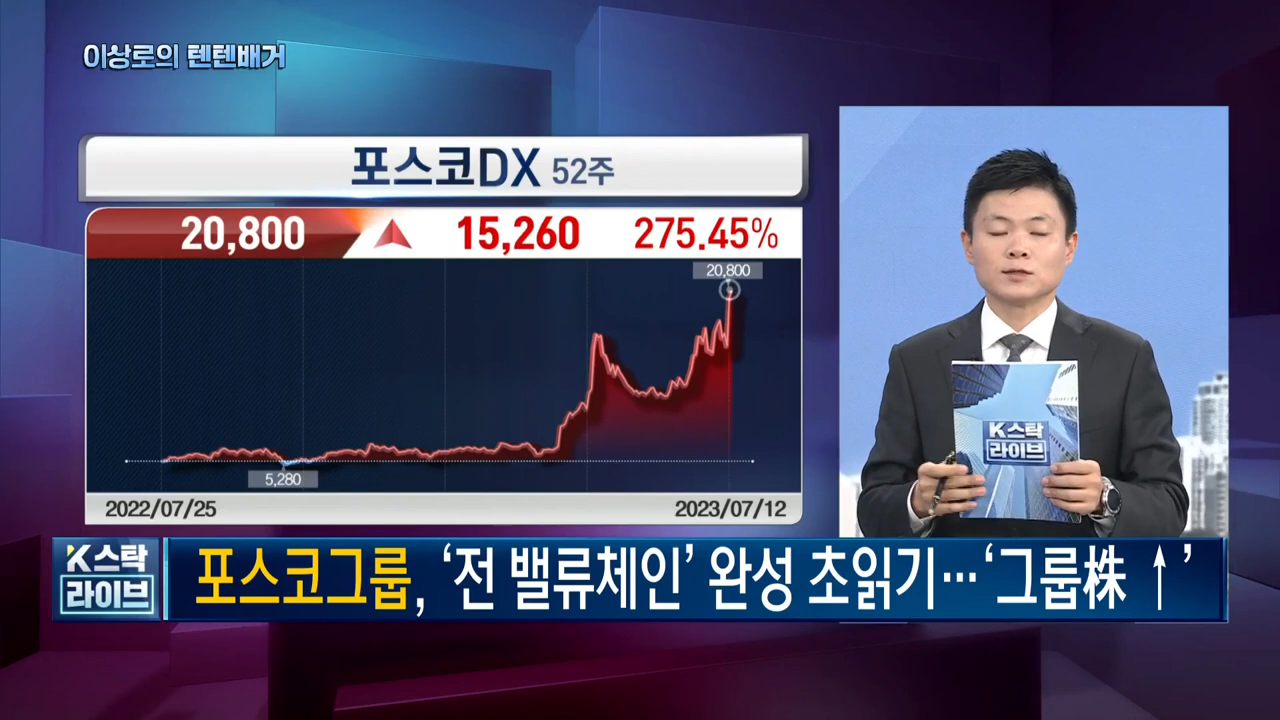 이상로의 텐텐배거
포스코DX 52주
20,800 ▲ 15,260 275.45%
20,800
5,280
2022/07/25 2023/07/12
K스탁
라이브
K스탁
라이브
포스코그룹, ‘전 밸류체인’ 완성 초읽기…‘그룹株 ↑’